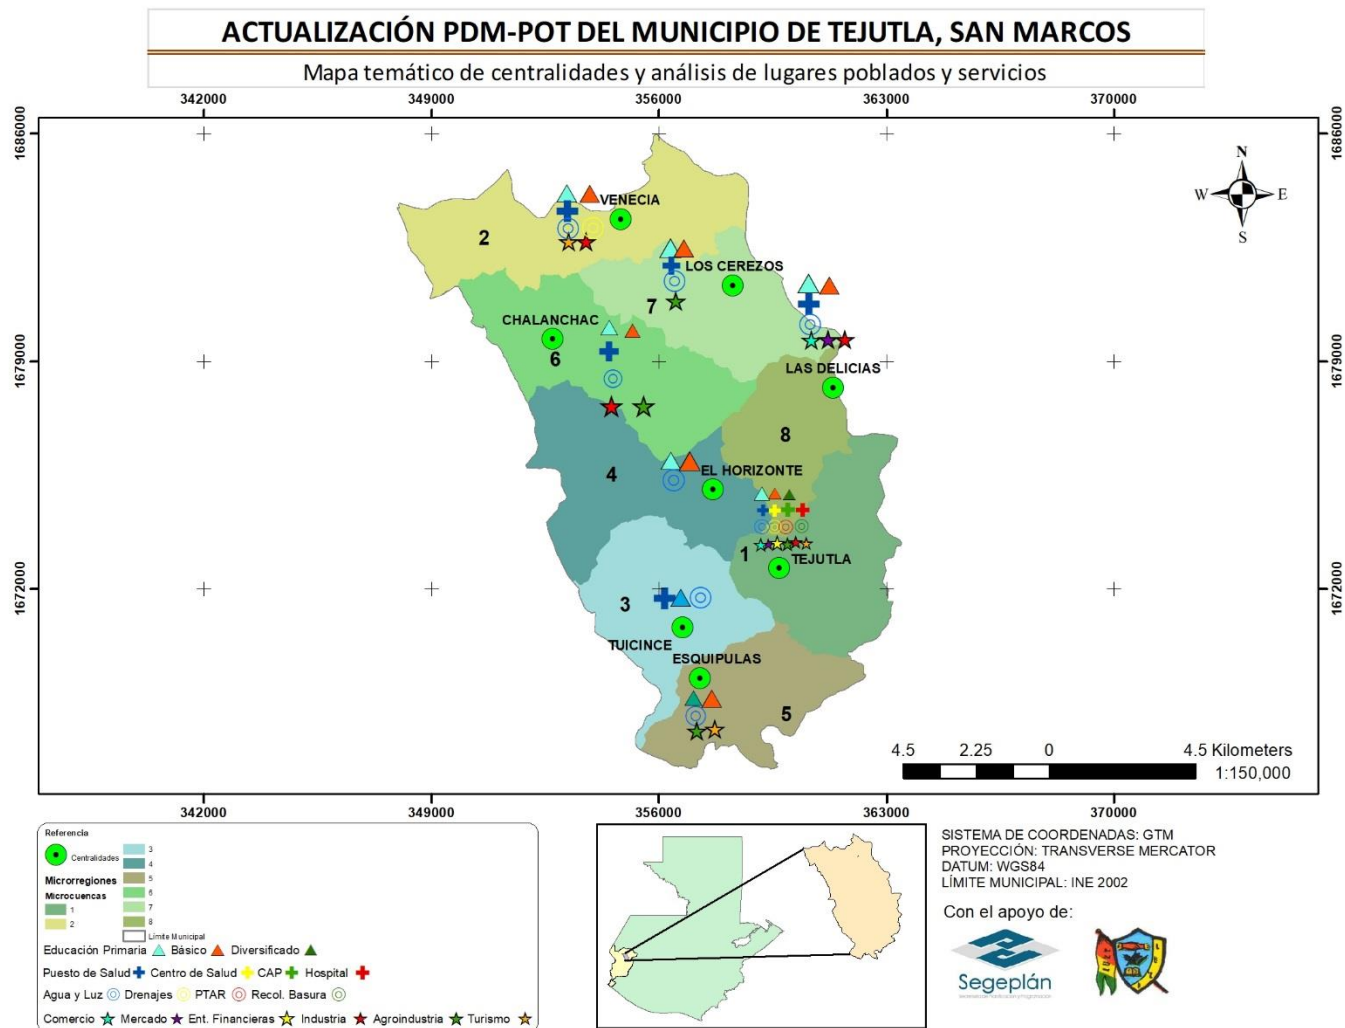 ACTUALIZACIÓN PDM-POT DEL MUNICIPIO DE TEJUTLA, SAN MARCOS
Mapa temático de centralidades y análisis de lugares poblados y servicios
342000 349000 356000 363000 370000
1686000 1686000
N
W E
S
VENECIA
2
LOS CEREZOS
7
CHALANCHAC
6
1679000 1679000
LAS DELICIAS
8
4
EL HORIZONTE
1
TEJUTLA
1672000 1672000
3
TUICINCE
ESQUIPULAS
5
4.5 2.25 0 4.5 Kilometers
1:150,000
342000 349000 356000 363000 370000
Referencia
Centralidades
Microrregiones
Microcuencas
1
2
3
4
5
6
7
8
Límite Municipal
Educación Primaria Básico Diversificado
Puesto de Salud Centro de Salud CAP Hospital
Agua y Luz Drenajes PTAR Recol. Basura
Comercio Mercado Ent. Financieras Industria Agroindustria Turismo
SISTEMA DE COORDENADAS: GTM
PROYECCIÓN: TRANSVERSE MERCATOR
DATUM: WGS84
LÍMITE MUNICIPAL: INE 2002
Con el apoyo de:
Segeplán